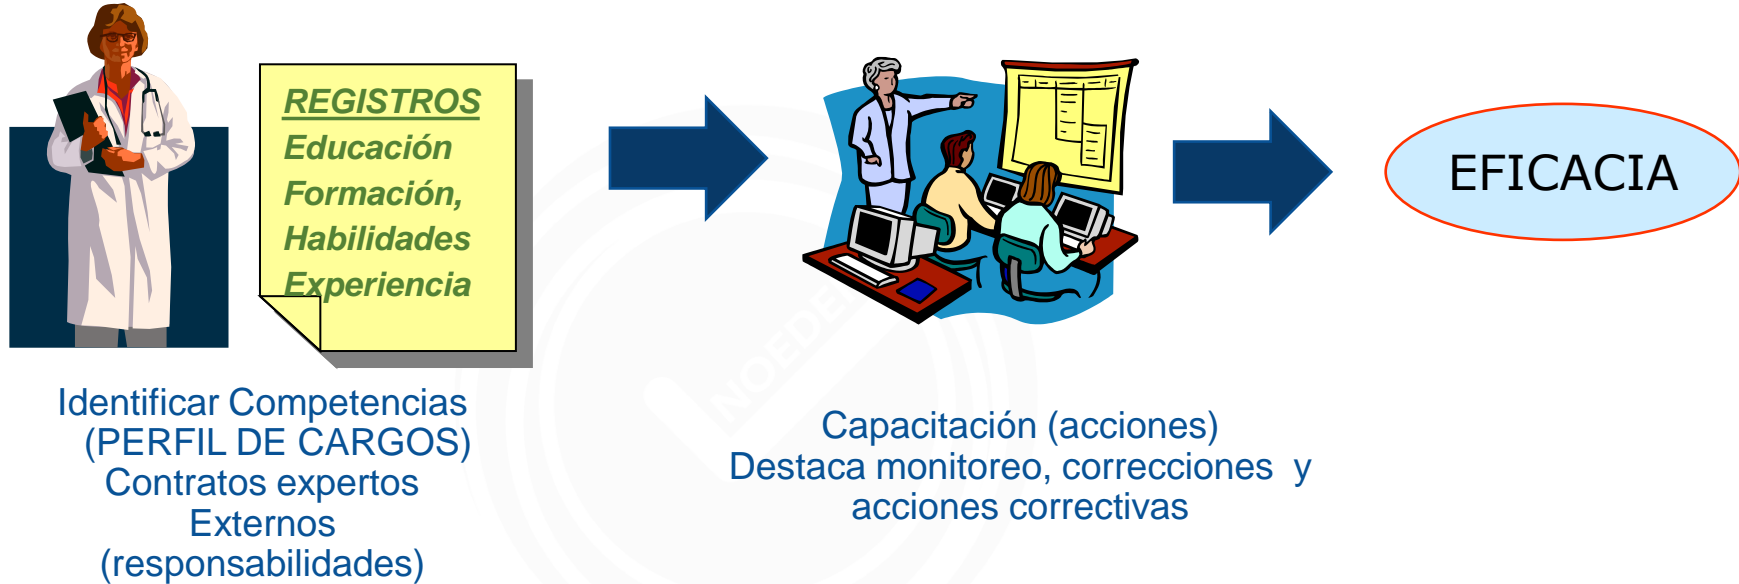 REGISTROS
Educación
Formación,
Habilidades
Experiencia
Identificar Competencias
(PERFIL DE CARGOS)
Contratos expertos
Externos
(responsabilidades)
Capacitación (acciones)
Destaca monitoreo, correcciones y
acciones correctivas
EFICACIA